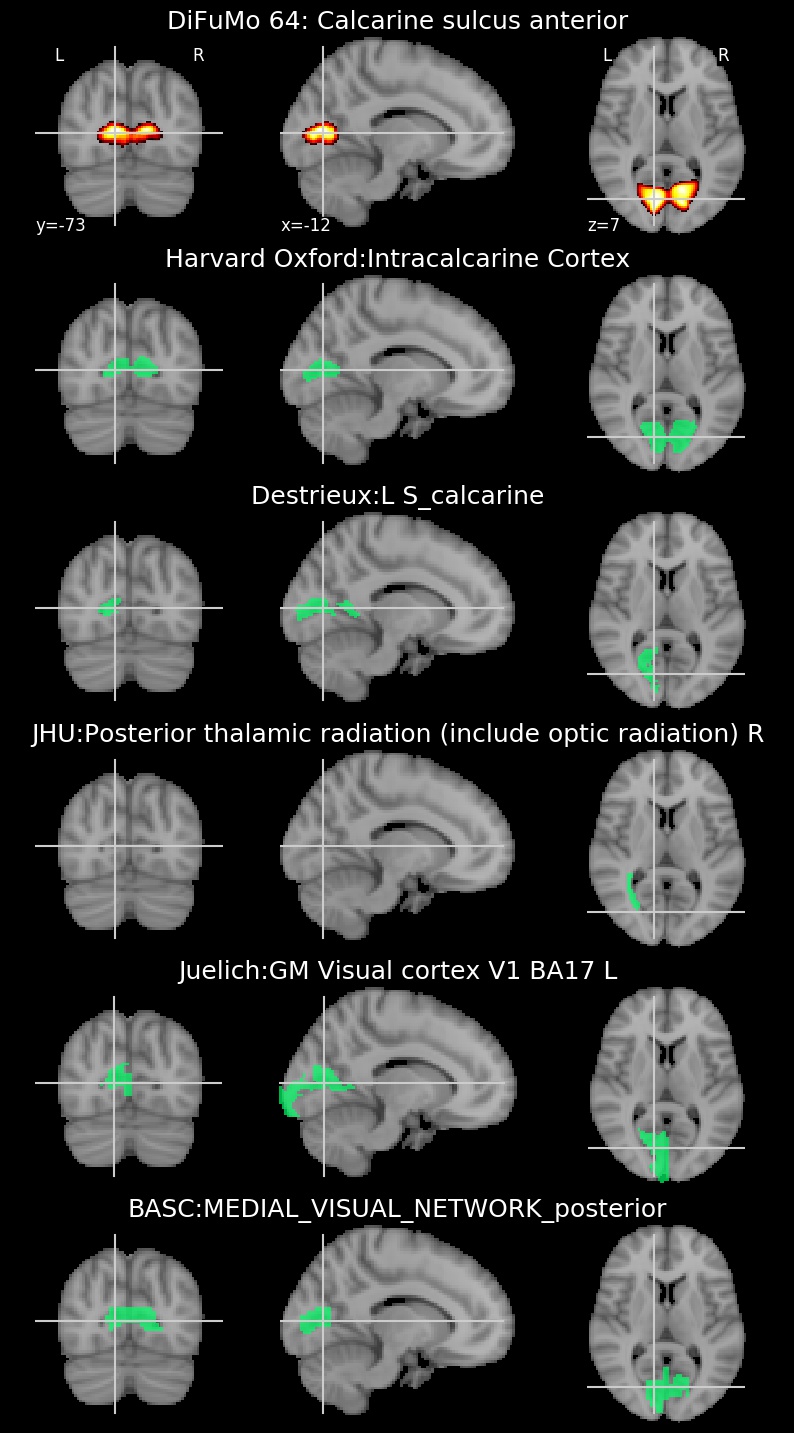 DiFuMo 64: Calcarine sulcus anterior
L R L R
y=-73 x=-12 z=7
Harvard Oxford:Intracalcarine Cortex
Destrieux:L S_calcarine
JHU:Posterior thalamic radiation (include optic radiation) R
Juelich:GM Visual cortex V1 BA17 L
BASC:MEDIAL_VISUAL_NETWORK_posterior